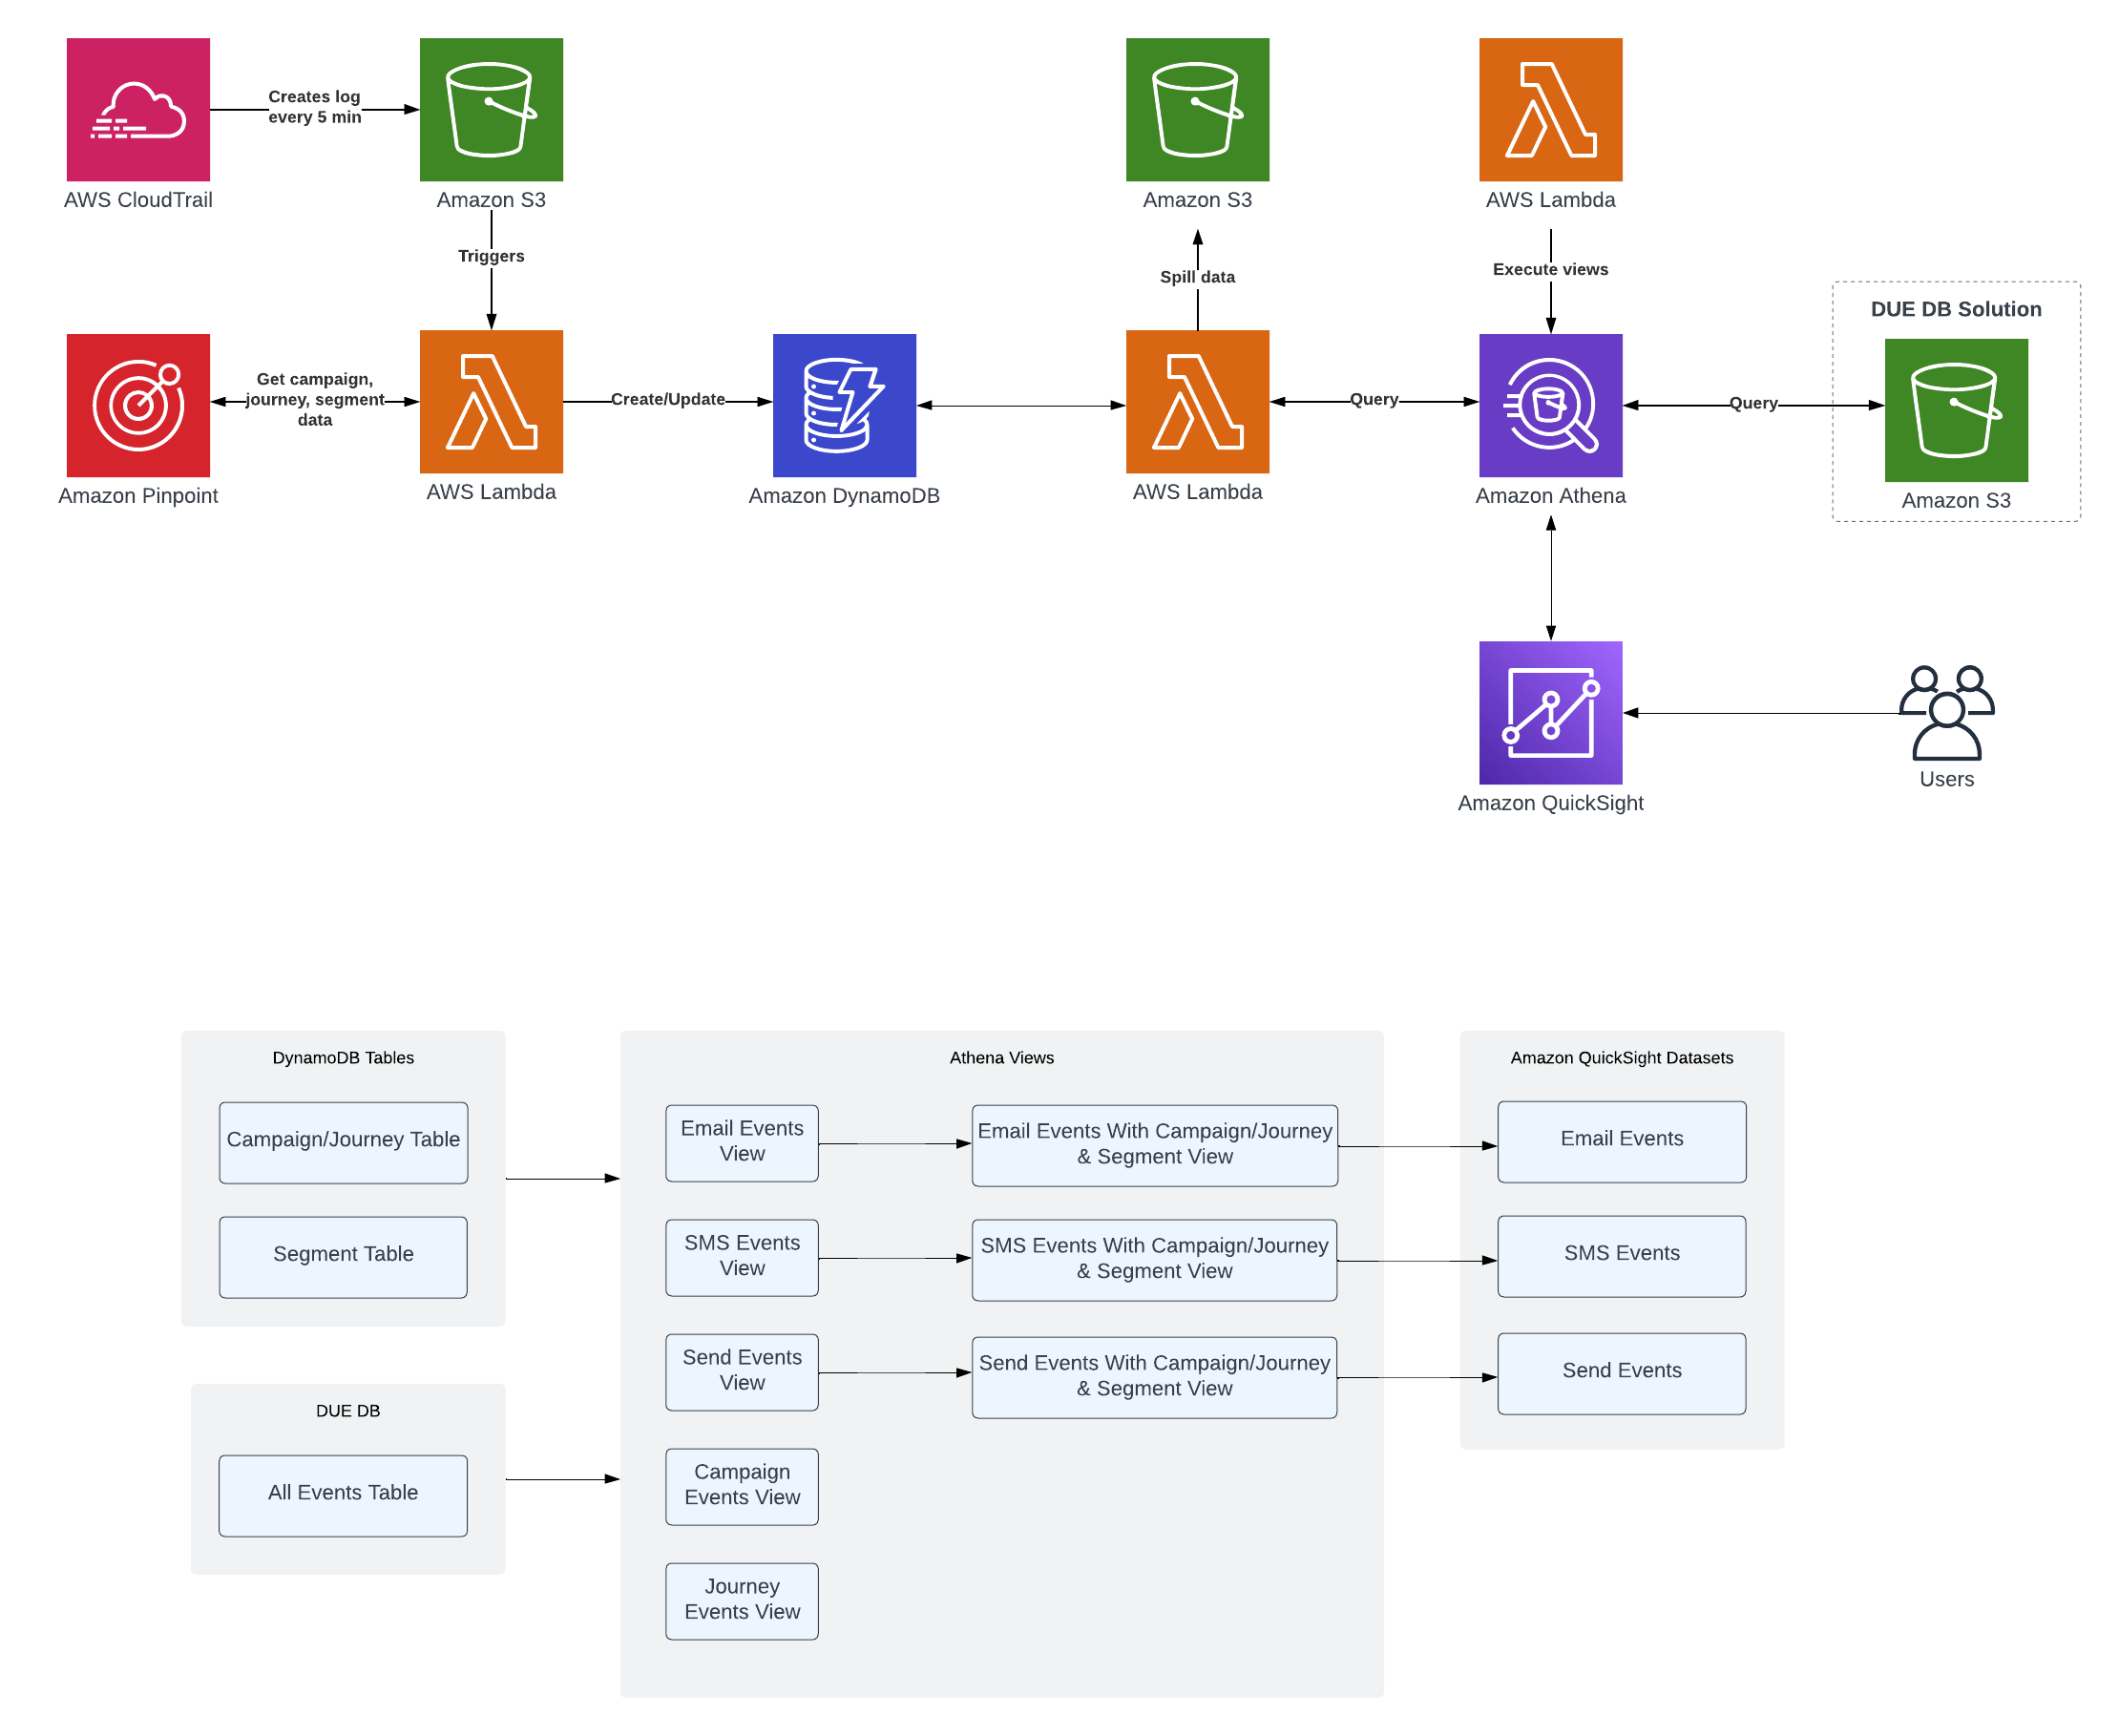 Creates log
every 5 min
AWS CloudTrail
Amazon S3
Amazon S3
AWS Lambda
Triggers
Spill data
Execute views
DUE DB Solution
Get campaign,
journey, segment
data
Create/Update
Query
Query
Amazon Pinpoint
AWS Lambda
Amazon DynamoDB
AWS Lambda
Amazon Athena
Amazon S3
Amazon QuickSight
Users
DynamoDB Tables
Campaign/Journey Table
Segment Table
DUE DB
All Events Table
Athena Views
Email Events
View
Email Events With Campaign/Journey
& Segment View
SMS Events
View
SMS Events With Campaign/Journey
& Segment View
Send Events
View
Send Events With Campaign/Journey
& Segment View
Campaign
Events View
Journey
Events View
Amazon QuickSight Datasets
Email Events
SMS Events
Send Events